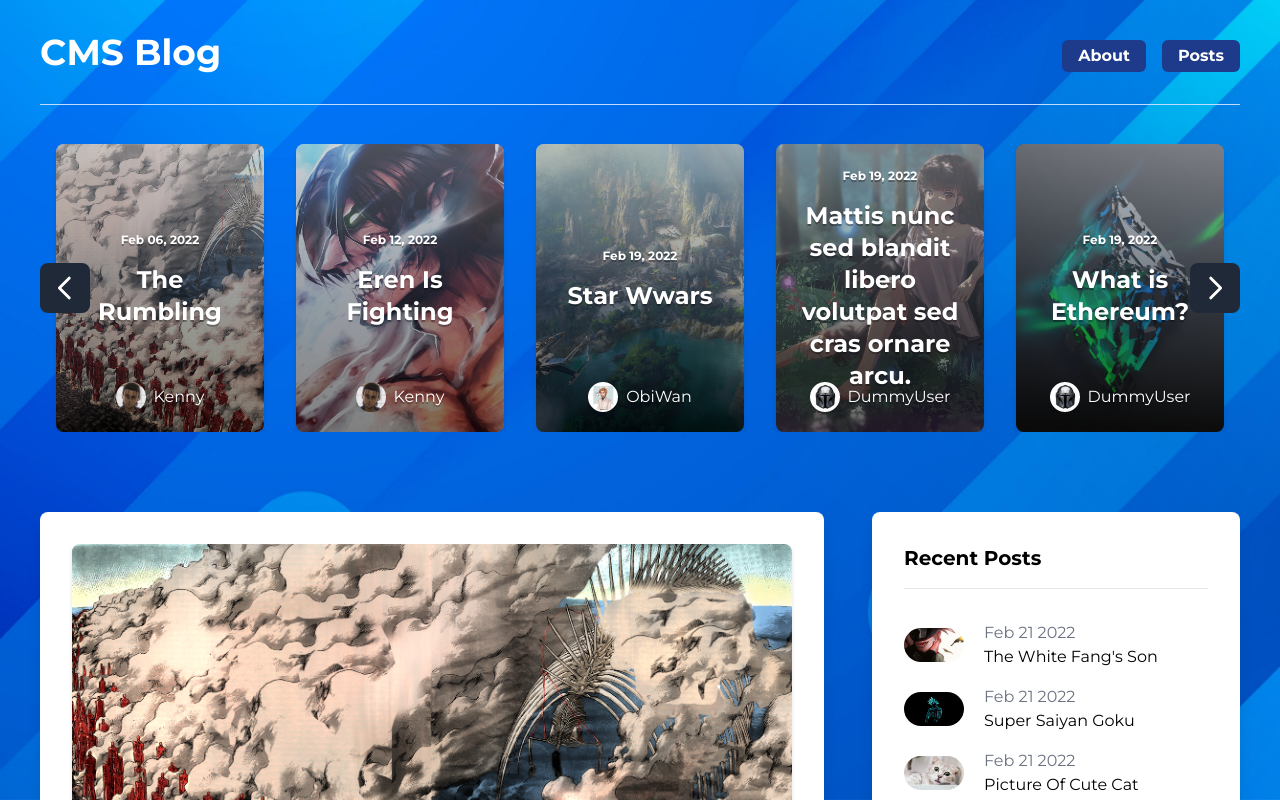 CMS Blog
About
Posts
Feb 06, 2022
The
Rumbling
Kenny
Feb 12, 2022
Eren Is
Fighting
Kenny
Feb 19, 2022
Star Wwars
ObiWan
Feb 19, 2022
Mattis nunc
sed blandit
libero
volutpat sed
cras ornare
arcu.
DummyUser
Feb 19, 2022
What is
Ethereum?
DummyUser
Recent Posts
Feb 21 2022
The White Fang's Son
Feb 21 2022
Super Saiyan Goku
Feb 21 2022
Picture Of Cute Cat